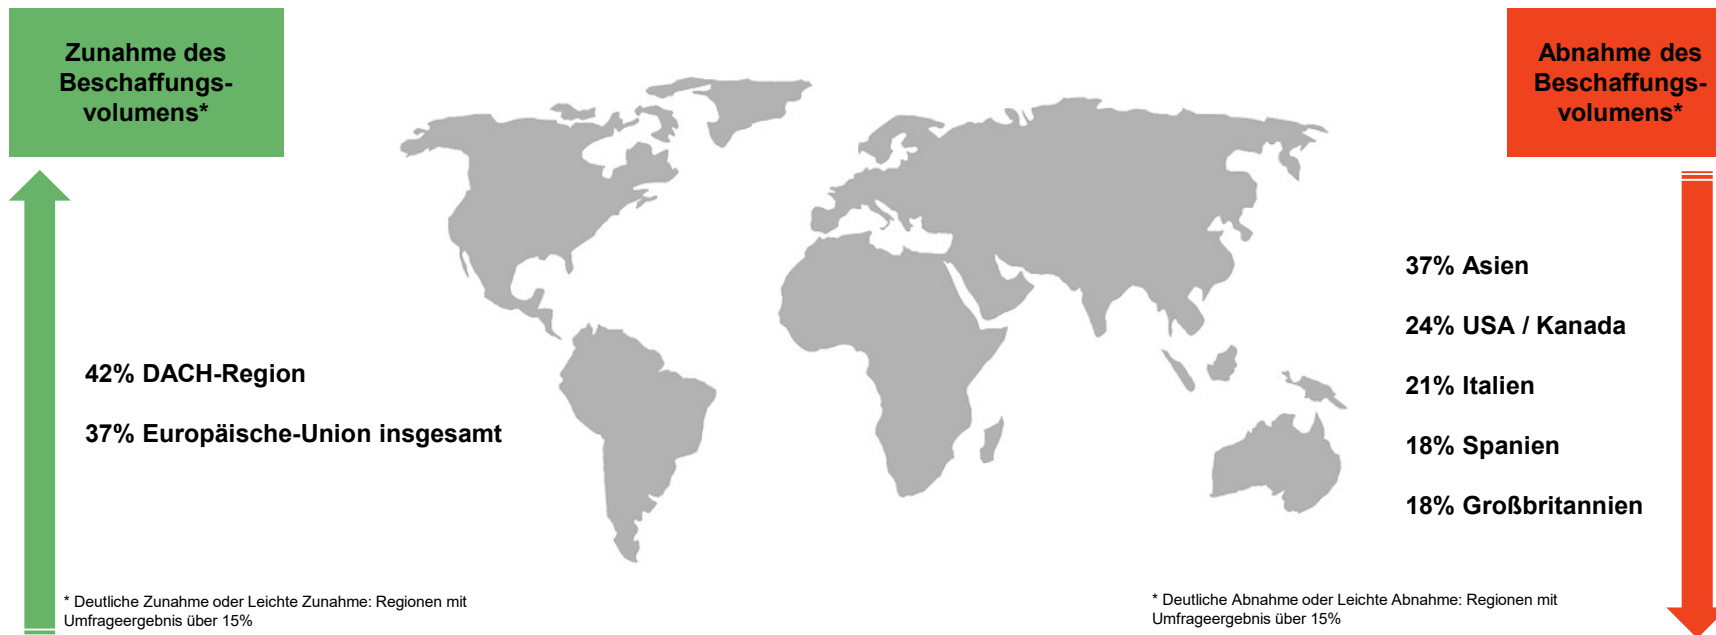 Zunahme des
Beschaffungs-
volumens*
42% DACH-Region
37% Europäische-Union insgesamt
* Deutliche Zunahme oder Leichte Zunahme: Regionen mit
Umfrageergebnis über 15%
Abnahme des
Beschaffungs-
volumens*
37% Asien
24% USA / Kanada
21% Italien
18% Spanien
18% Großbritannien
* Deutliche Abnahme oder Leichte Abnahme: Regionen mit
Umfrageergebnis über 15%